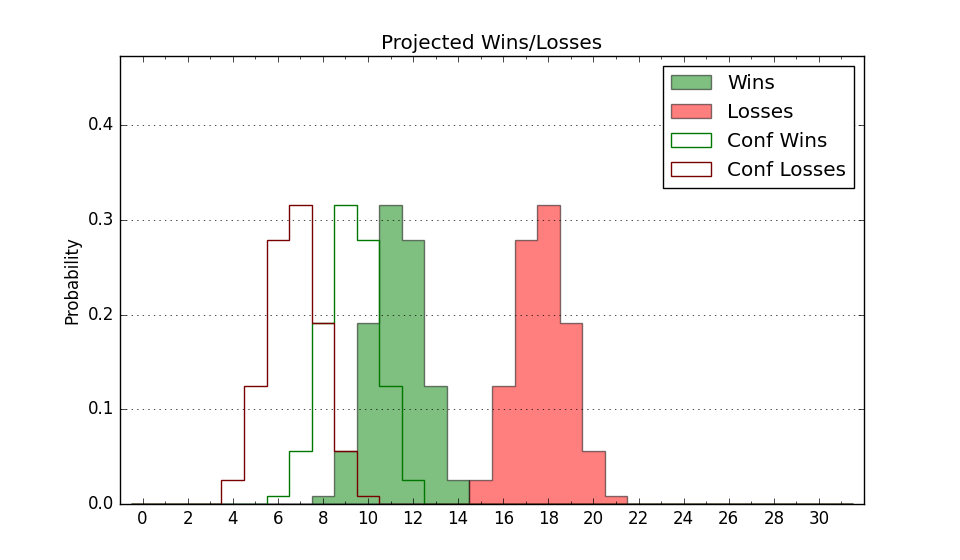 Projected Wins/Losses
Wins
Losses
Conf Wins
Conf Losses
Probability
0.4
0.3
0.2
0.1
0.0
0 2 4 6 8 10 12 14 16 18 20 22 24 26 28 30